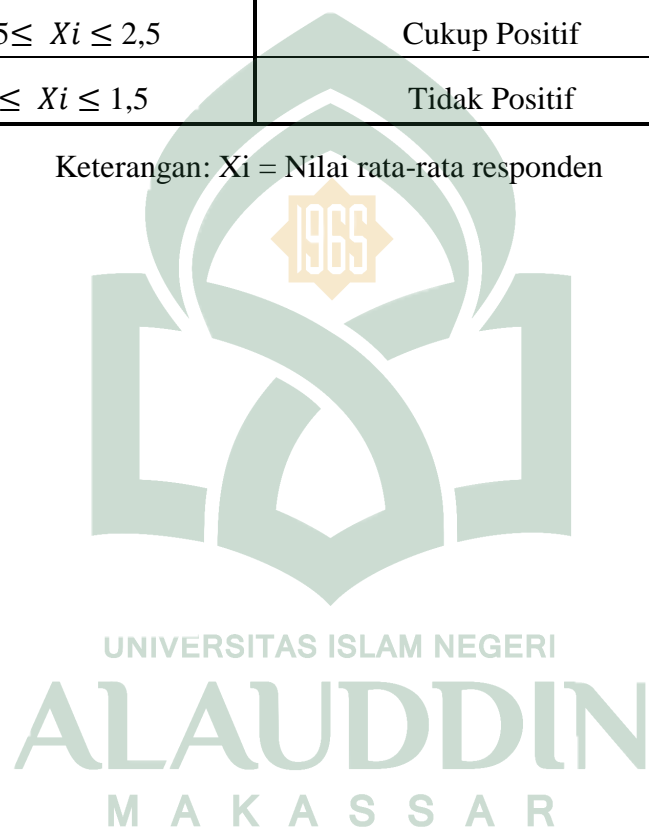 5≤ Xi ≤ 2,5 Cukup Positif
≤ Xi ≤ 1,5 Tidak Positif
Keterangan: Xi = Nilai rata-rata responden
1965
UNIVERSITAS ISLAM NEGERI
ALAUDDIN
MAKASSAR